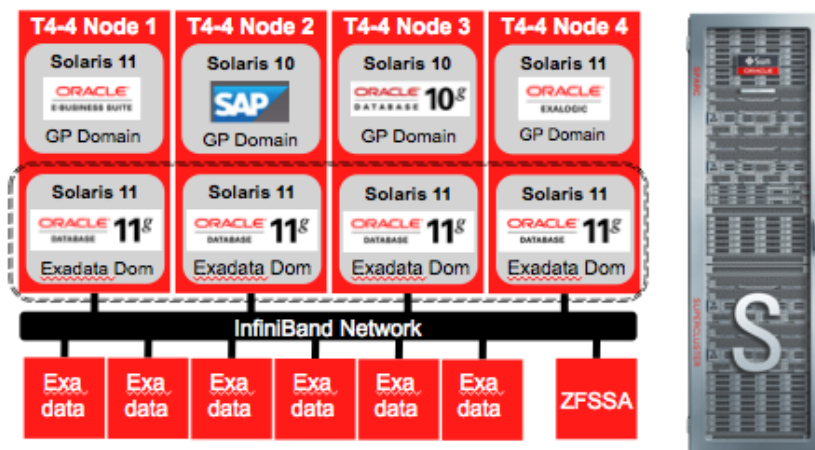 T4-4 Node 1
Solaris 11
ORACLE
E-BUSINESS SUITE
GP Domain
T4-4 Node 2
Solaris 10
SAP
GP Domain
T4-4 Node 3
Solaris 10
ORACLE
DATABASE 10g
GP Domain
T4-4 Node 4
Solaris 11
ORACLE
EXALOGIC
GP Domain
Solaris 11
ORACLE
DATABASE 11g
Exadata Dom
Solaris 11
ORACLE
DATABASE 11g
Exadata Dom
Solaris 11
ORACLE
DATABASE 11g
Exadata Dom
Solaris 11
ORACLE
DATABASE 11g
Exadata Dom
InfiniBand Network
Exa
data
Exa
data
Exa
data
Exa
data
Exa
data
Exa
data
ZFSSA
Sun
ORACLE
SPARC
SUPERCLUSTER
S